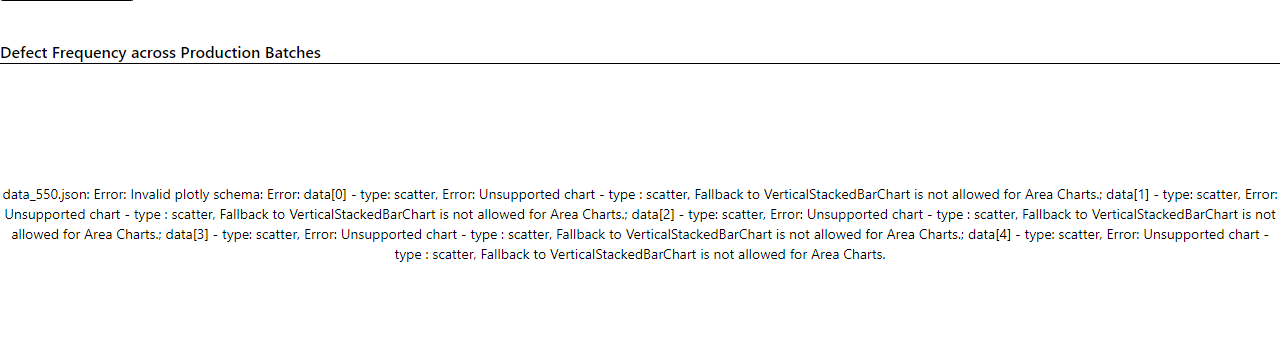 Defect Frequency across Production Batches
data_550.json: Error: Invalid plotly schema: Error: data[0] - type: scatter, Error: Unsupported chart - type : scatter, Fallback to VerticalStackedBarChart is not allowed for Area Charts.; data[1] - type: scatter, Error:
Unsupported chart - type : scatter, Fallback to VerticalStackedBarChart is not allowed for Area Charts.; data[2] - type: scatter, Error: Unsupported chart - type : scatter, Fallback to VerticalStackedBarChart is not
allowed for Area Charts.; data[3] - type: scatter, Error: Unsupported chart - type : scatter, Fallback to VerticalStackedBarChart is not allowed for Area Charts.; data[4] - type: scatter, Error: Unsupported chart -
type : scatter, Fallback to VerticalStackedBarChart is not allowed for Area Charts.